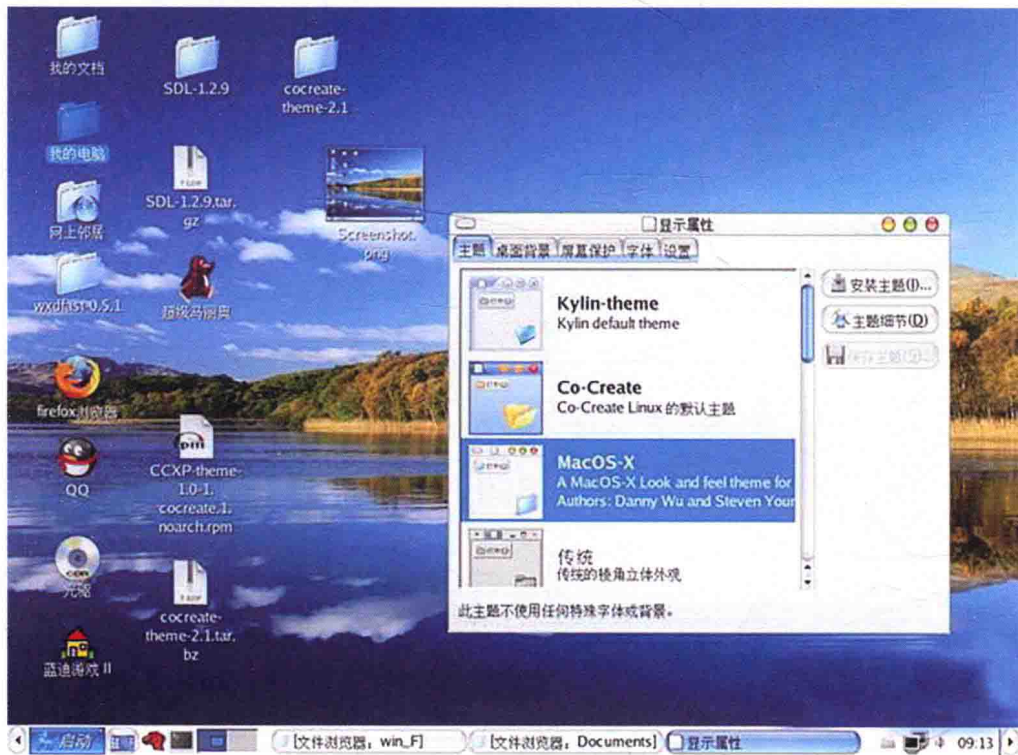 我的文档
SDL-1.2.9
cocreate-
theme-2.1
我的电脑
SDL-1.2.9.tar.
gz
Screenshot.
png
网上邻居
wxdfast-0.5.1
超级马丽奥
firefox浏览器
CCXP-theme-
1.0-1.
cocreate.1.
noarch.rpm
QQ
光驱
cocreate-
theme-2.1.tar.
bz
蓝迪游戏 II
显示属性
主题 桌面背景 屏幕保护 字体 设置
Kylin-theme
Kylin default theme
Co-Create
Co-Create Linux 的默认主题
MacOS-X
A MacOS-X Look and feel theme for
Authors: Danny Wu and Steven Your
传统
传统的棱角立体外观
安装主题(I)...
主题细节(D)
此主题不使用任何特殊字体或背景。
启动
[文件浏览器：win_F]
[文件浏览器：Documents]
显示属性
09:13